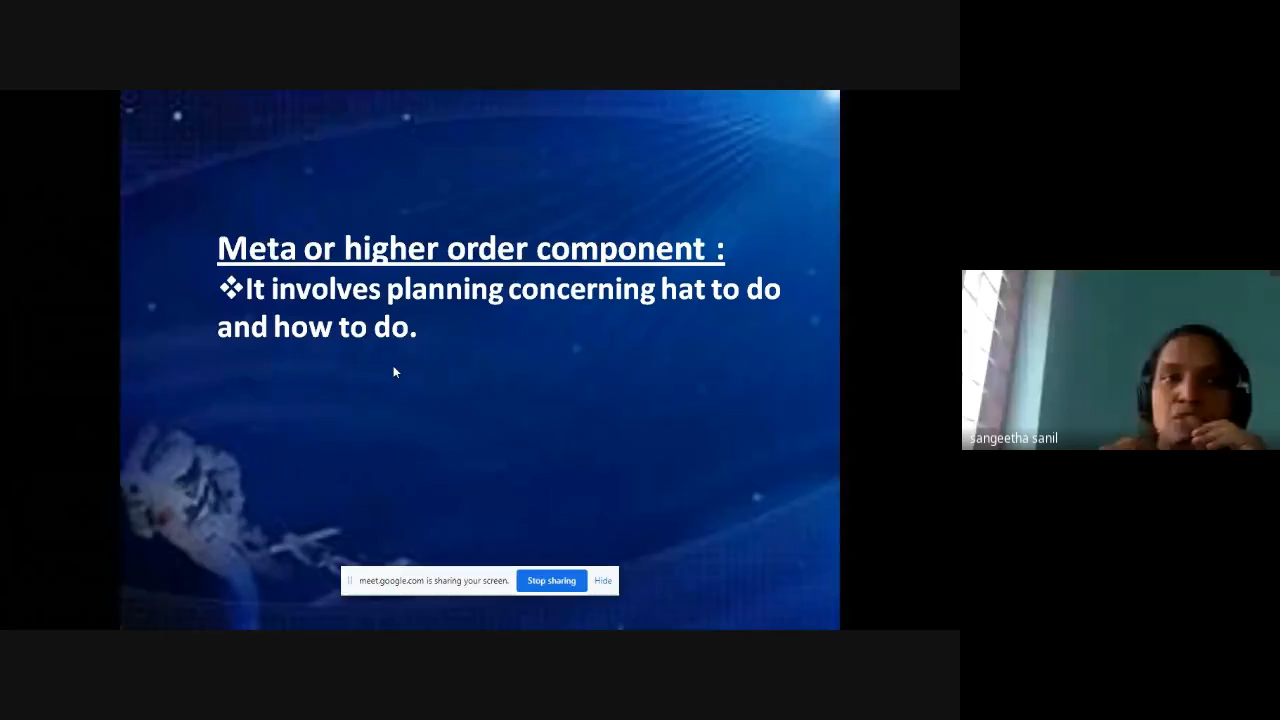 Meta or higher order component :
❖It involves planning concerning hat to do
and how to do.
meet.google.com is sharing your screen.
Stop sharing
Hide
sangeetha sanil